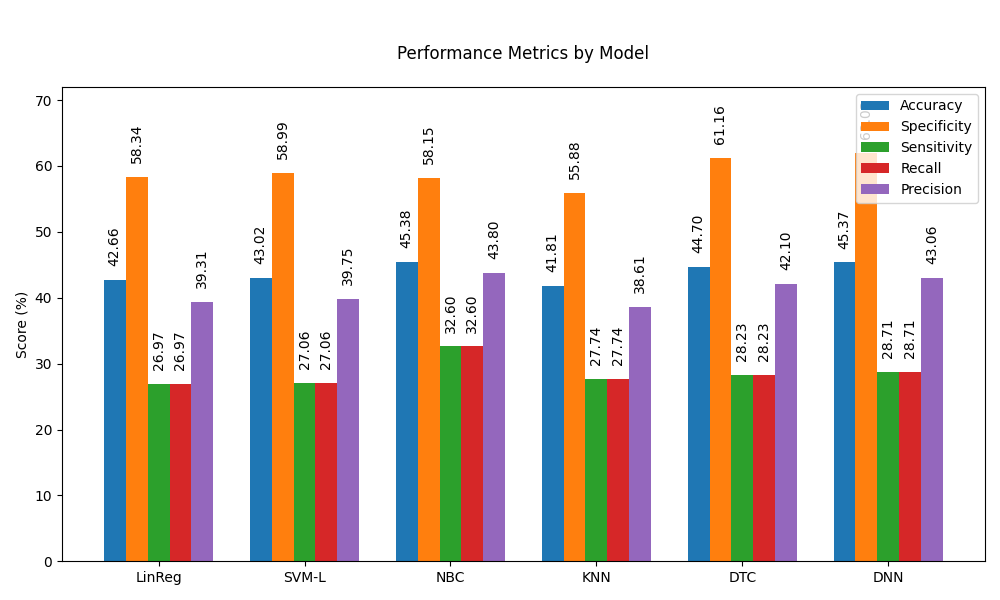 Performance Metrics by Model
Score (%)
70
60
50
40
30
20
10
0
42.66
58.34
26.97
26.97
39.31
43.02
58.99
27.06
27.06
39.75
45.38
58.15
32.60
32.60
43.80
41.81
55.88
27.74
27.74
38.61
44.70
61.16
28.23
28.23
42.10
45.37
28.71
28.71
43.06
Accuracy
Specificity
Sensitivity
Recall
Precision
LinReg
SVM-L
NBC
KNN
DTC
DNN